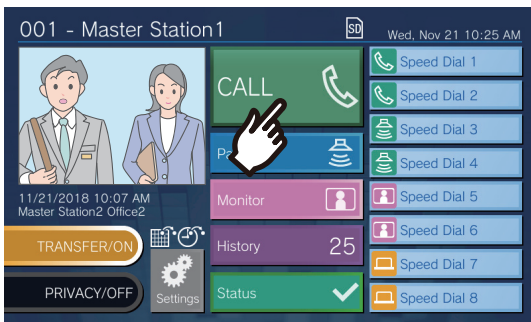 001 - Master Station1
SD
Wed, Nov 21 10:25 AM
CALL
Speed Dial 1
Speed Dial 2
Speed Dial 3
Speed Dial 4
11/21/2018 10:07 AM
Master Station2 Office2
Monitor
Speed Dial 5
Speed Dial 6
TRANSFER/ON
History 25
Speed Dial 7
PRIVACY/OFF
Settings
Status
Speed Dial 8